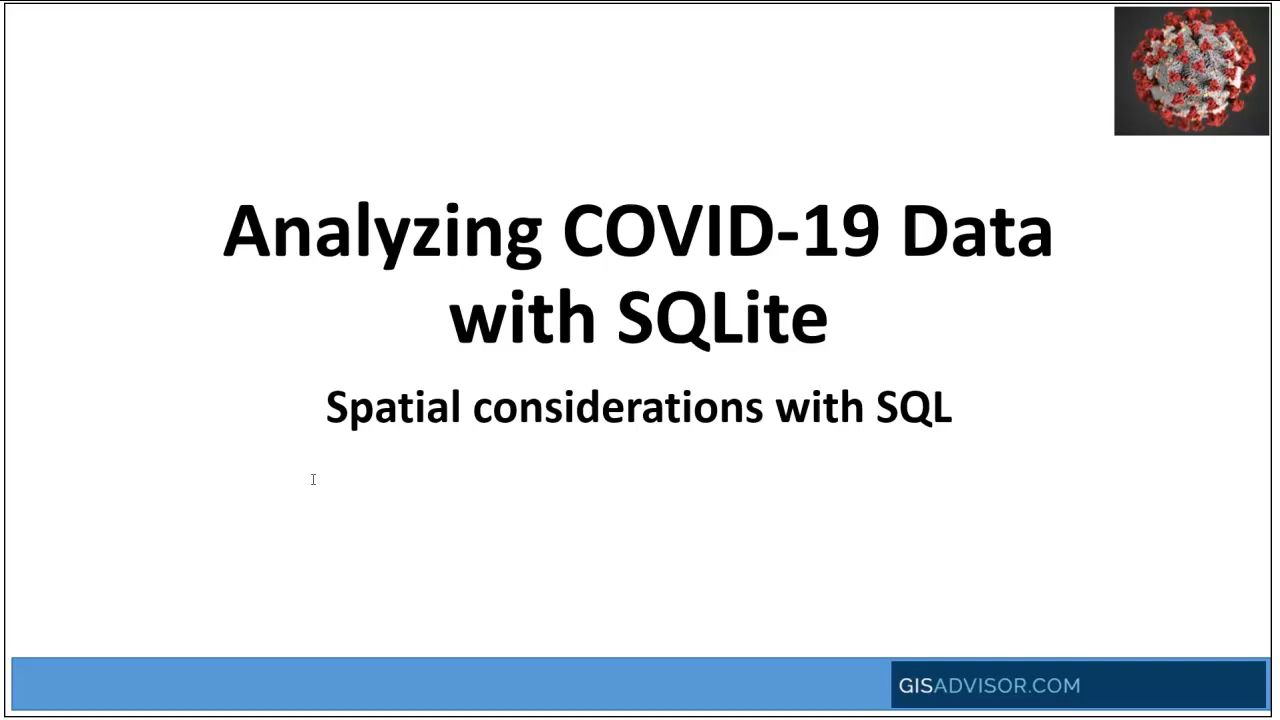 Analyzing COVID-19 Data
with SQLite
Spatial considerations with SQL
GISADVISOR.COM